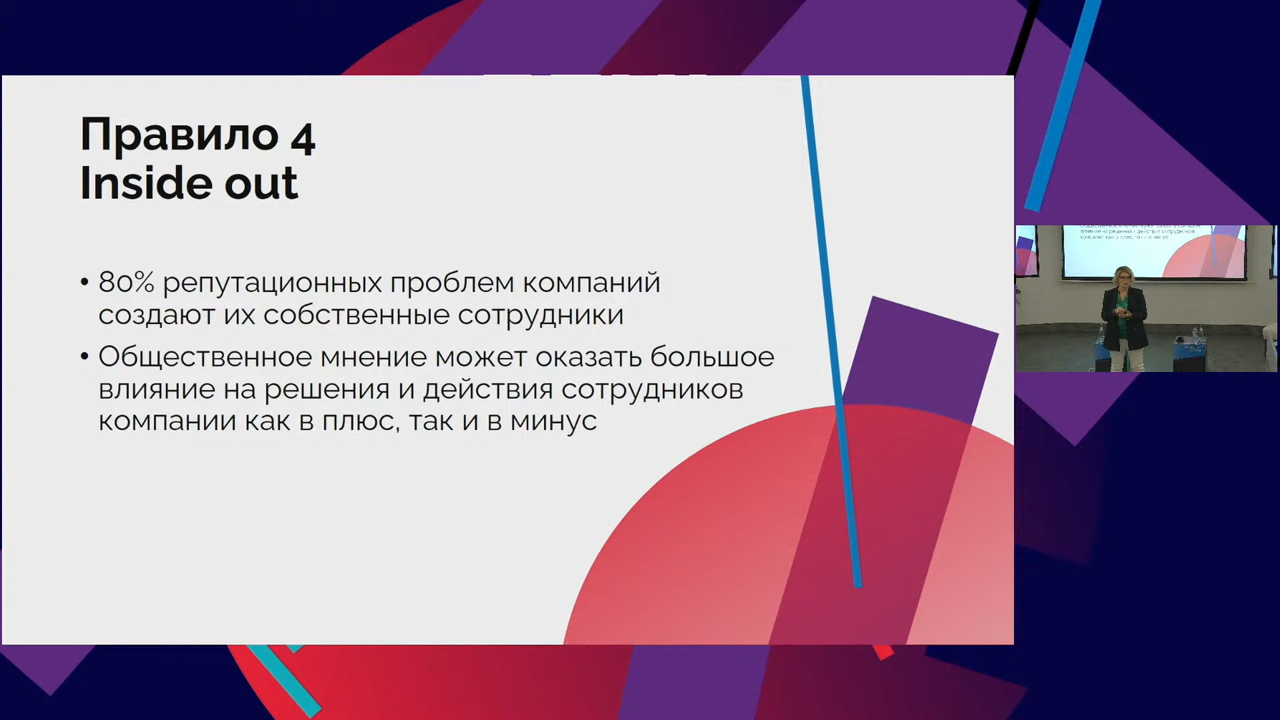 Правило 4
Inside out
• 80% репутационных проблем компаний
создают их собственные сотрудники
• Общественное мнение может оказать большое
влияние на решения и действия сотрудников
компании как в плюс, так и в минус